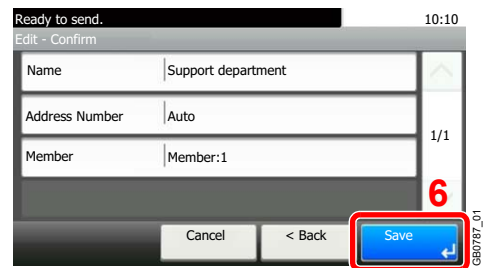 Ready to send. 10:10
Edit - Confirm
Name Support department
Address Number Auto
1/1
Member Member:1
6
Cancel < Back Save
GB0787_01